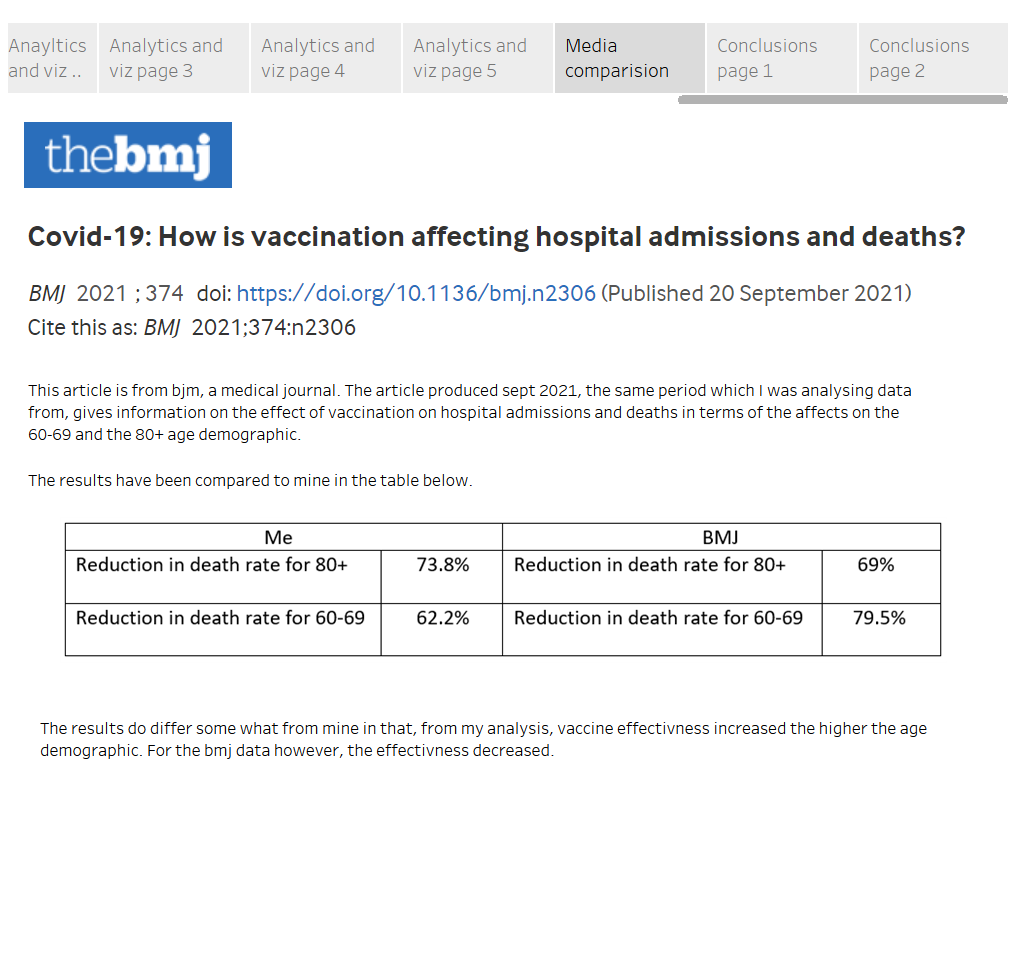 Anayltics
and viz ..
Analytics and
viz page 3
Analytics and
viz page 4
Analytics and
viz page 5
Media
comparision
Conclusions
page 1
Conclusions
page 2
thebmj
Covid-19: How is vaccination affecting hospital admissions and deaths?
BMJ 2021 ; 374 doi: https://doi.org/10.1136/bmj.n2306 (Published 20 September 2021)
Cite this as: BMJ 2021;374:n2306
This article is from bjm, a medical journal. The article produced sept 2021, the same period which I was analysing data
from, gives information on the effect of vaccination on hospital admissions and deaths in terms of the affects on the
60-69 and the 80+ age demographic.
The results have been compared to mine in the table below.
Me BMJ
Reduction in death rate for 80+ 73.8% Reduction in death rate for 80+ 69%
Reduction in death rate for 60-69 62.2% Reduction in death rate for 60-69 79.5%
The results do differ some what from mine in that, from my analysis, vaccine effectivness increased the higher the age
demographic. For the bmj data however, the effectivness decreased.